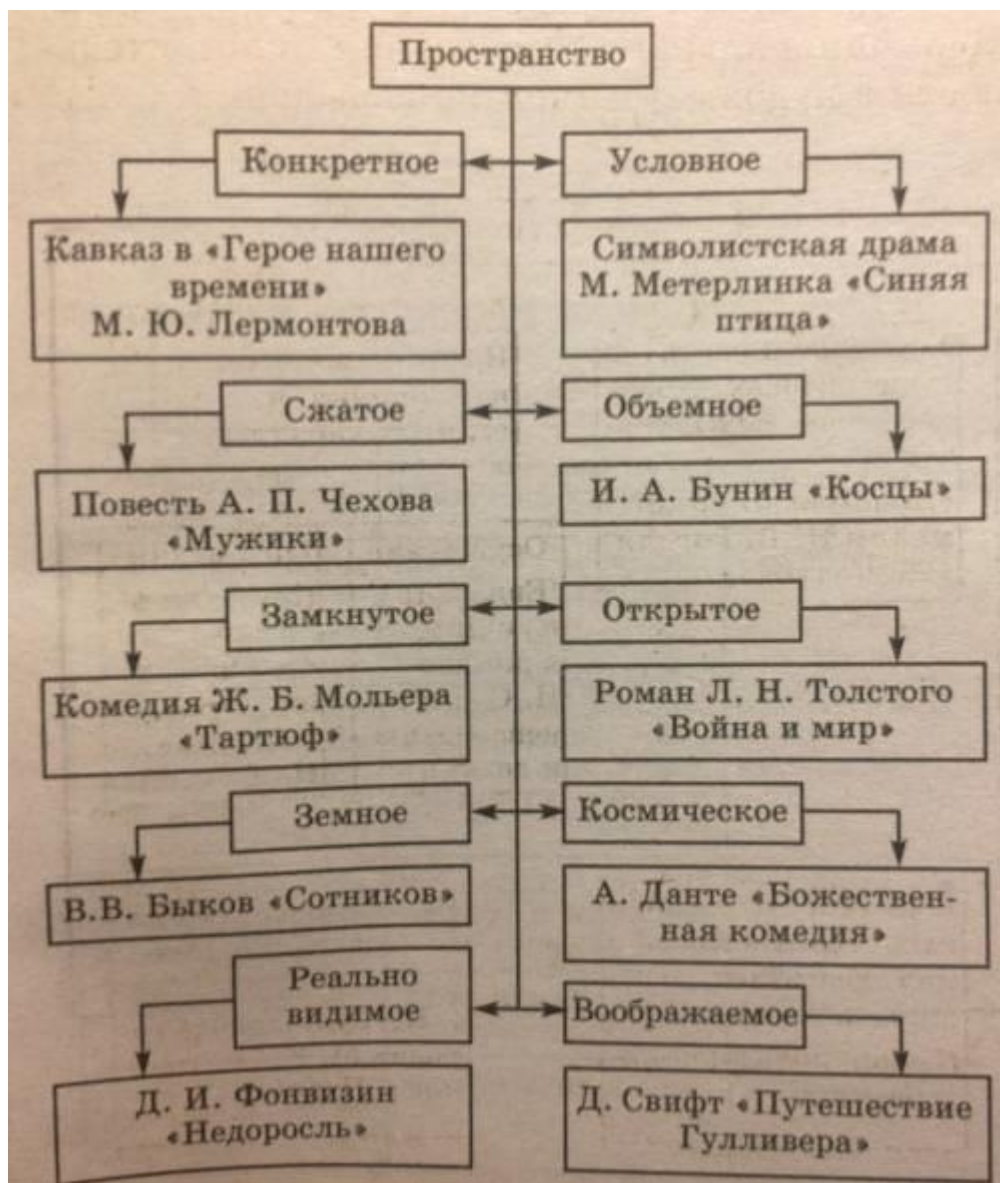 Пространство
Конкретное
Условное
Кавказ в «Герое нашего
времени»
М. Ю. Лермонтова
Символистская драма
М. Метерлинка «Синяя
птица»
Сжатое
Объемное
Повесть А. П. Чехова
«Мужики»
И. А. Бунин «Косцы»
Замкнутое
Открытое
Комедия Ж. Б. Мольера
«Тартюф»
Роман Л. Н. Толстого
«Война и мир»
Земное
Космическое
В.В. Быков «Сотников»
А. Данте «Божествен-
ная комедия»
Реально
видимое
Воображаемое
Д. И. Фонвизин
«Недоросль»
Д. Свифт «Путешествие
Гулливера»